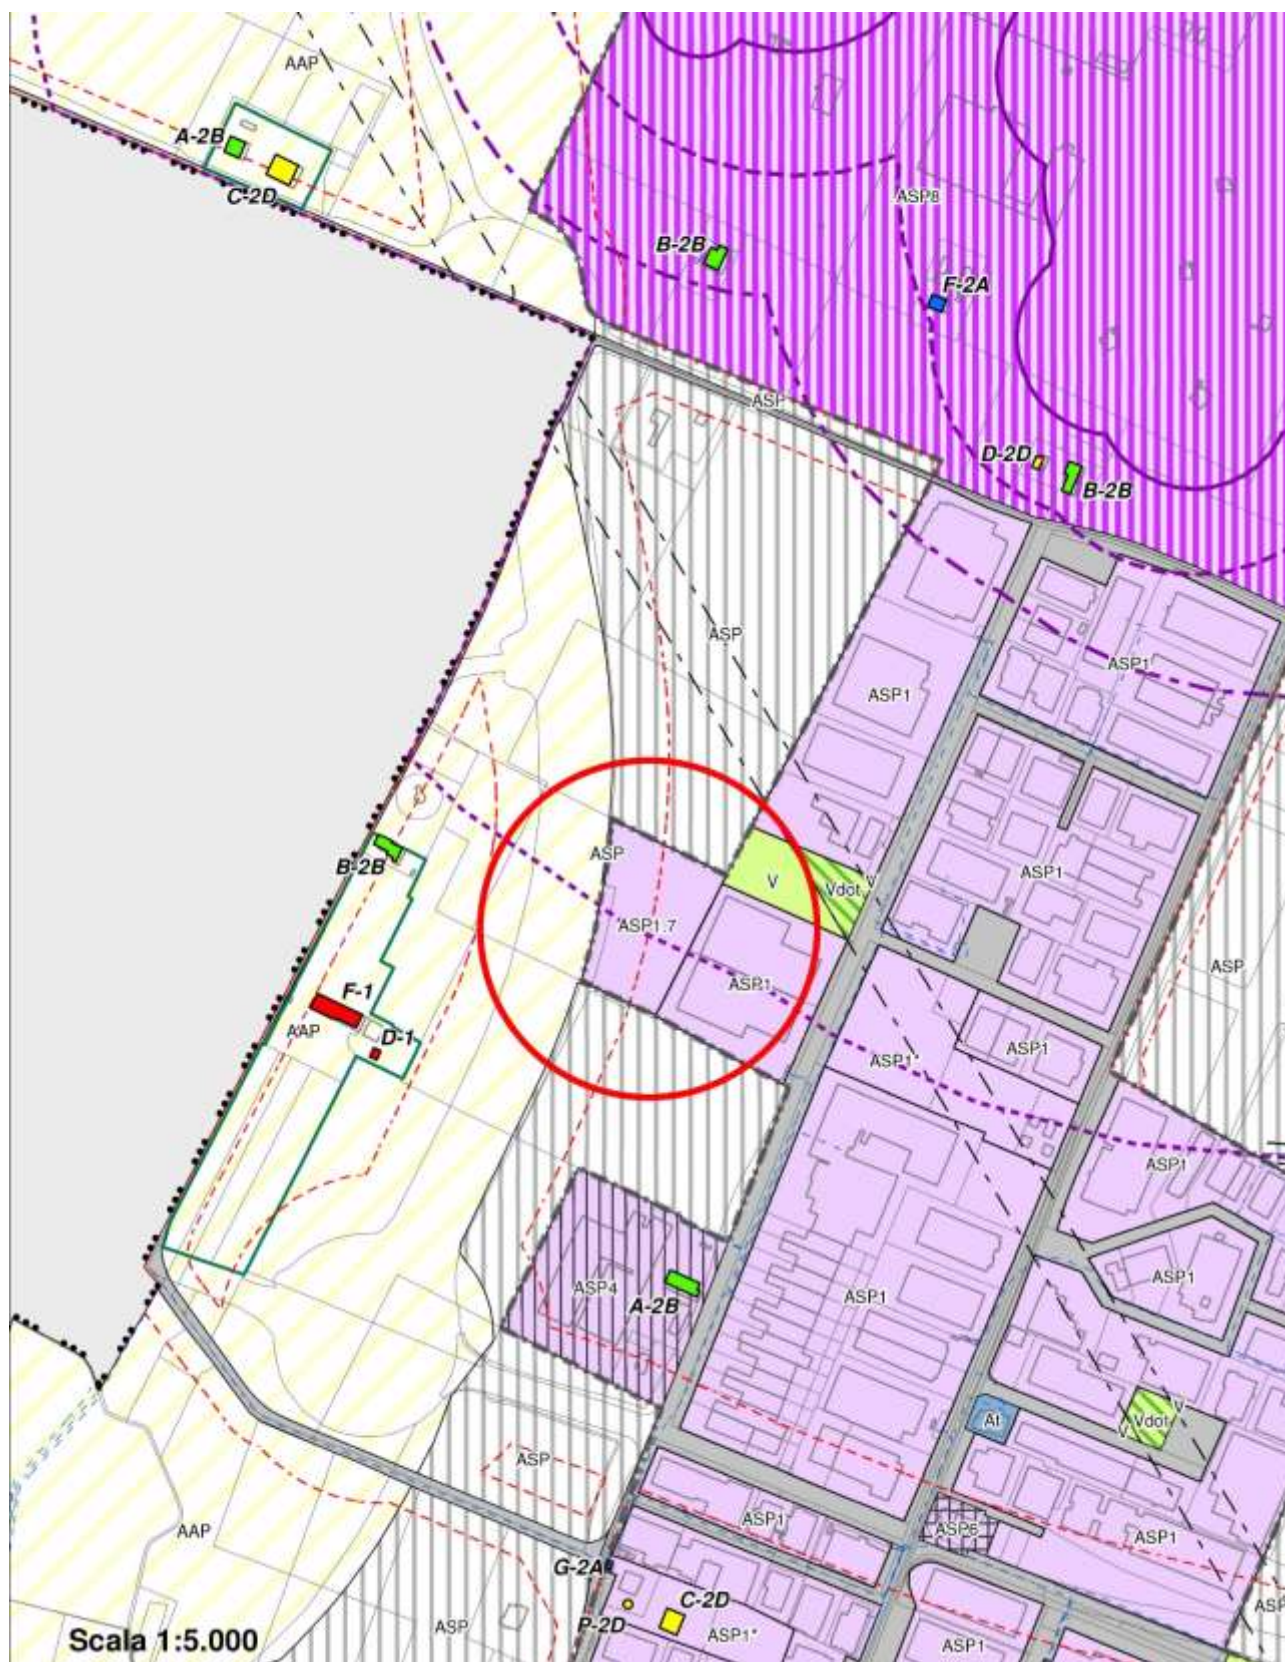 AAP
A-2B
C-2D
ASP8
B-2B
F-2A
ASP
D-2D
B-2B
ASP
ASP1
ASP1
B-2B
ASP
V
Vdot
V
ASP1
ASP1.7
ASP
ASP1
F-1
AAP
D-1
ASP1*
ASP1
ASP1
ASP4
A-2B
ASP1
ASP1
At
Vdot
V
V
ASP
ASP1
ASP6
ASP1
AAP
G-2A
P-2D
C-2D
ASP
ASP1*
ASP1
ASP
Scala 1:5.000